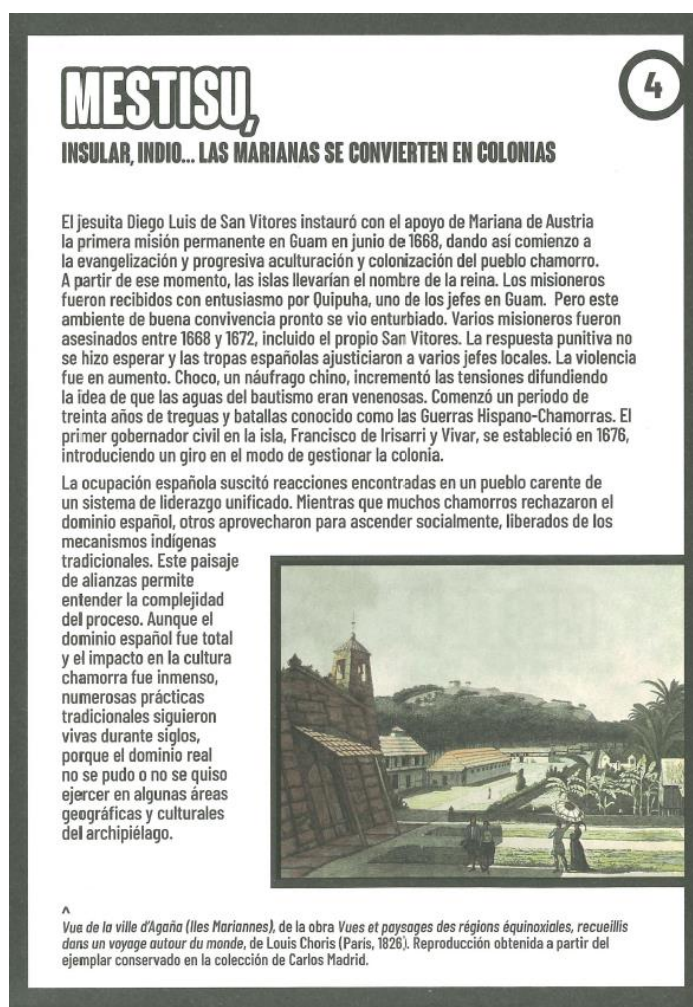 MESTISU,
4
INSULAR, INDIO... LAS MARIANAS SE CONVIERTEN EN COLONIAS
El jesuita Diego Luis de San Vitores instauró con el apoyo de Mariana de Austria
la primera misión permanente en Guam en junio de 1668, dando así comienzo a
la evangelización y progresiva aculturación y colonización del pueblo chamorro.
A partir de ese momento, las islas llevarían el nombre de la reina. Los misioneros
fueron recibidos con entusiasmo por Quipuha, uno de los jefes en Guam. Pero este
ambiente de buena convivencia pronto se vio enturbiado. Varios misioneros fueron
asesinados entre 1668 y 1672, incluido el propio San Vitores. La respuesta punitiva no
se hizo esperar y las tropas españolas ajusticiaron a varios jefes locales. La violencia
fue en aumento. Choco, un náufrago chino, incrementó las tensiones difundiendo
la idea de que las aguas del bautismo eran venenosas. Comenzó un periodo de
treinta años de treguas y batallas conocido como las Guerras Hispano-Chamorras. El
primer gobernador civil en la isla, Francisco de Irisarri y Vivar, se estableció en 1676,
introduciendo un giro en el modo de gestionar la colonia.
La ocupación española suscitó reacciones encontradas en un pueblo carente de
un sistema de liderazgo unificado. Mientras que muchos chamorros rechazaron el
dominio español, otros aprovecharon para ascender socialmente, liberados de los
mecanismos indígenas
tradicionales. Este paisaje
de alianzas permite
entender la complejidad
del proceso. Aunque el
dominio español fue total
y el impacto en la cultura
chamorra fue inmenso,
numerosas prácticas
tradicionales siguieron
vivas durante siglos,
porque el dominio real
no se pudo o no se quiso
ejercer en algunas áreas
geográficas y culturales
del archipiélago.
^
Vue de la ville d'Agaña (Iles Mariannes), de la obra Vues et paysages des régions équinoxiales, recueillis
dans un voyage autour du monde, de Louis Choris (Paris, 1826). Reproducción obtenida a partir del
ejemplar conservado en la colección de Carlos Madrid.